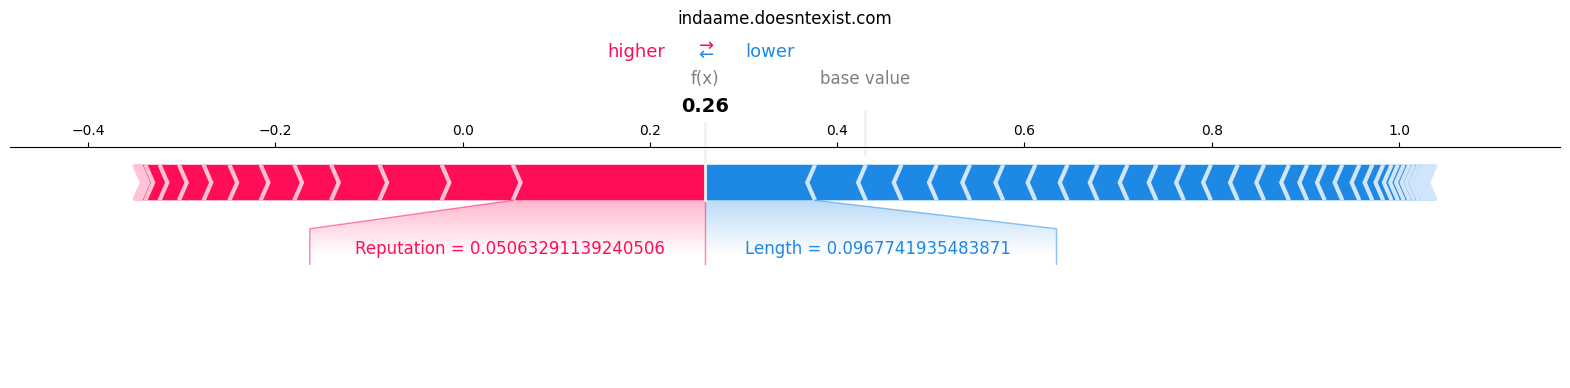 indaame.doesntexist.com
higher → ← lower
f(x) base value
0.26
−0.4 −0.2 0.0 0.2 0.4 0.6 0.8 1.0
Reputation = 0.05063291139240506 Length = 0.0967741935483871